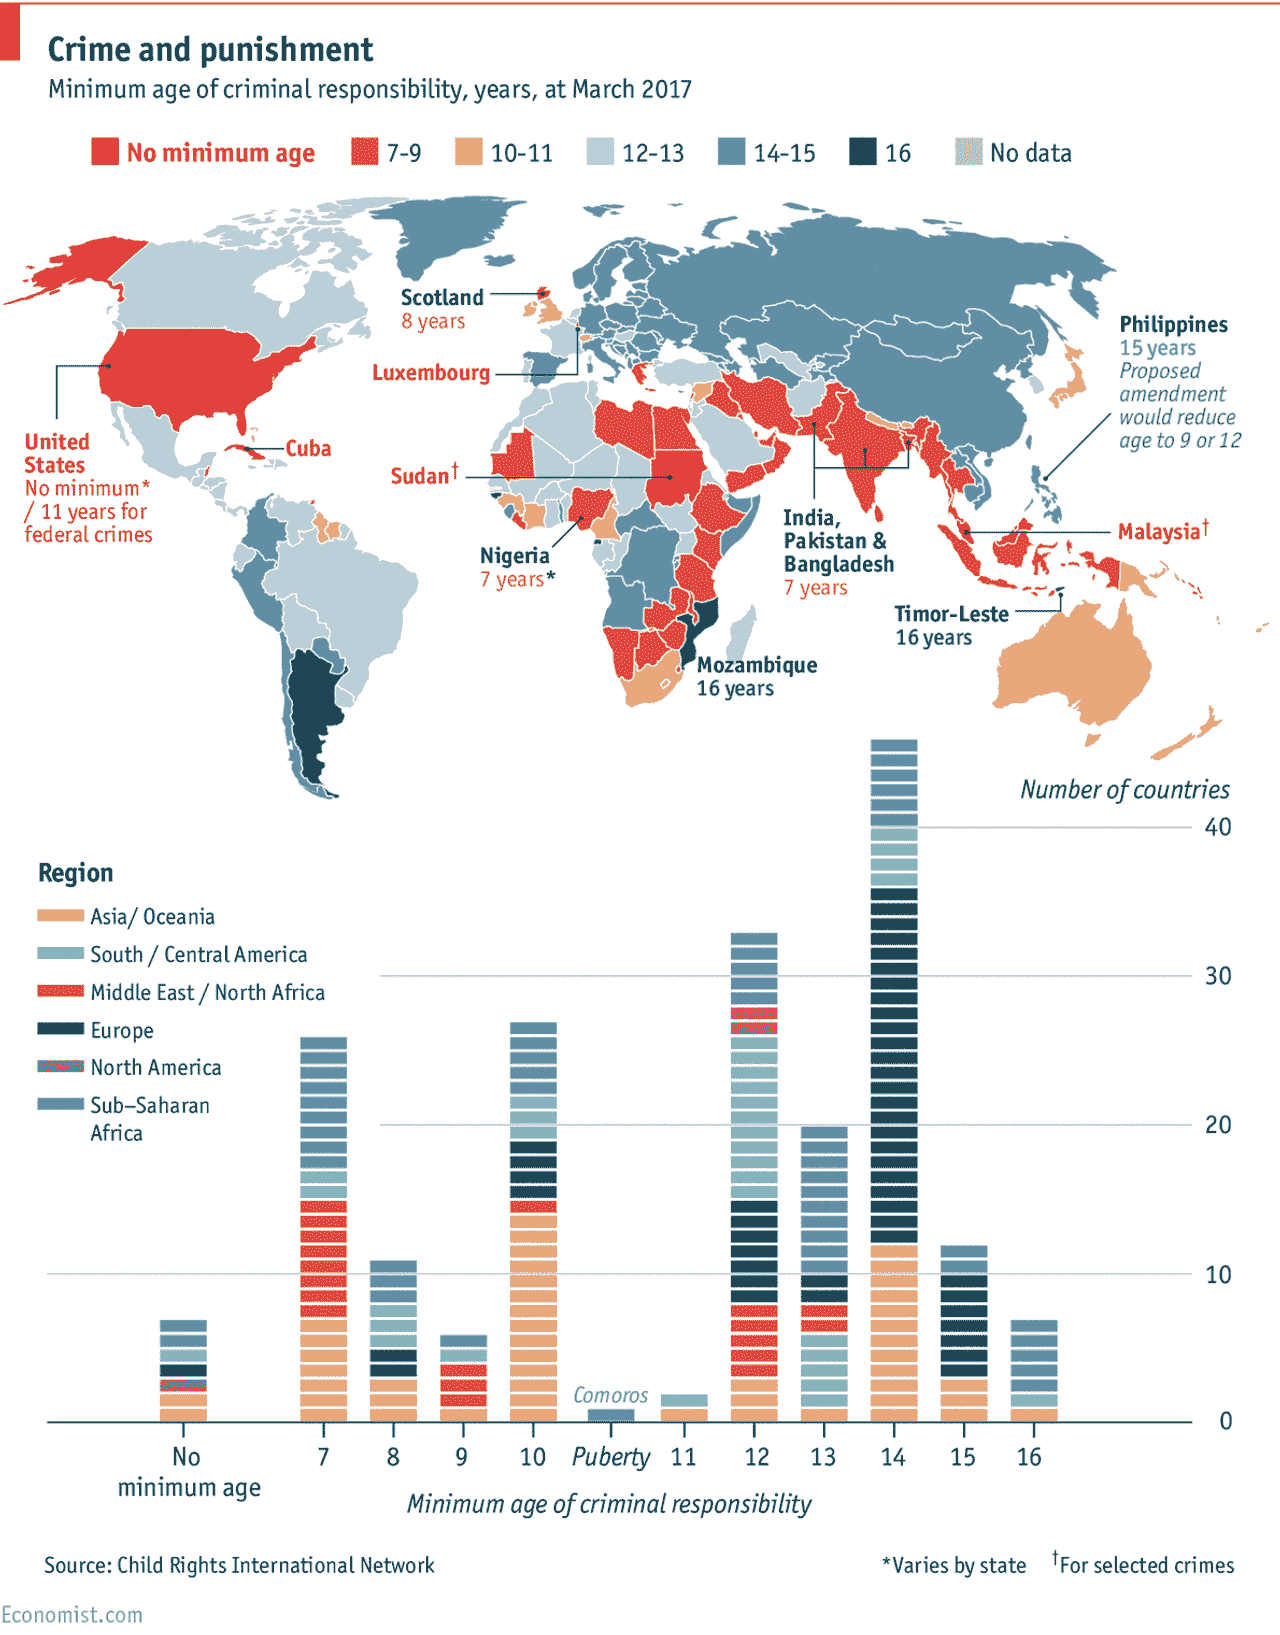 Crime and punishment
Minimum age of criminal responsibility, years, at March 2017
No minimum age 7-9 10-11 12-13 14-15 16 No data
Scotland
8 years
Luxembourg
Philippines
15 years
Proposed
amendment
would reduce
age to 9 or 12
United
States
No minimum*
/ 11 years for
federal crimes
Cuba
Sudan†
Nigeria
7 years*
India,
Pakistan &
Bangladesh
7 years
Malaysia†
Timor-Leste
16 years
Mozambique
16 years
Number of countries
40
30
20
10
0
Region
Asia/ Oceania
South / Central America
Middle East / North Africa
Europe
North America
Sub–Saharan
Africa
Comoros
No
minimum age
7 8 9 10 Puberty 11 12 13 14 15 16
Minimum age of criminal responsibility
Source: Child Rights International Network
*Varies by state †For selected crimes
Economist.com